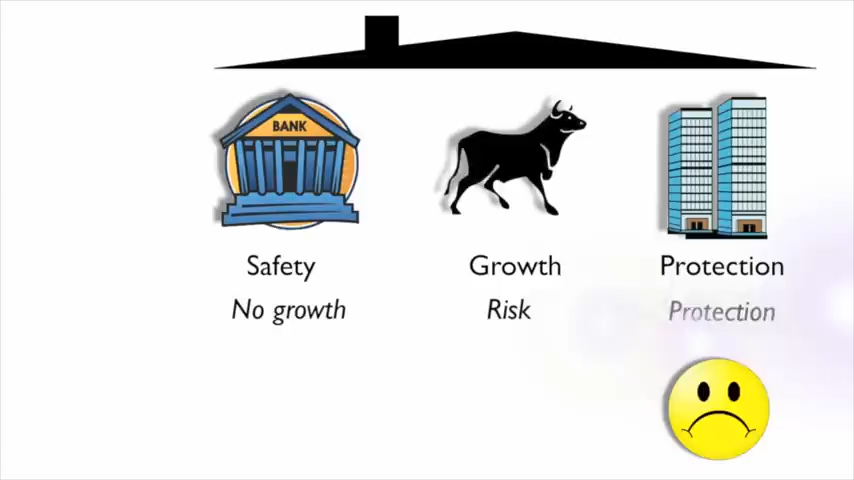 BANK
Safety
Growth
Protection
No growth
Risk
Protection